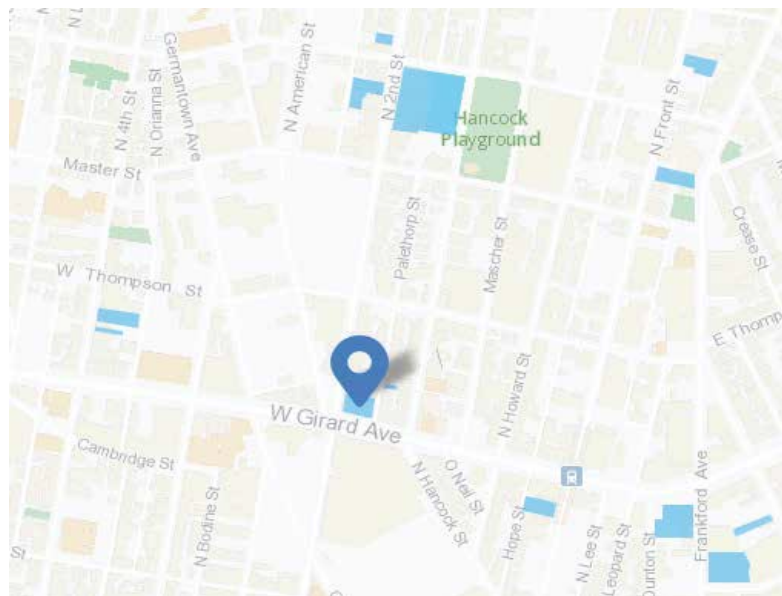 N 4th St
N Orianna St
Germantown Ave
N American St
N 2nd St
Hancock
Playground
N Front St
Master St
Palethorp St
Mascher St
Crease St
W Thompson St
E Thomp
N Howard St
W Girard Ave
Cambridge St
N Bodine St
N Hancock St
O Neil St
Hope St
N Lee St
Leopard St
Dunton St
Frankford Ave
St